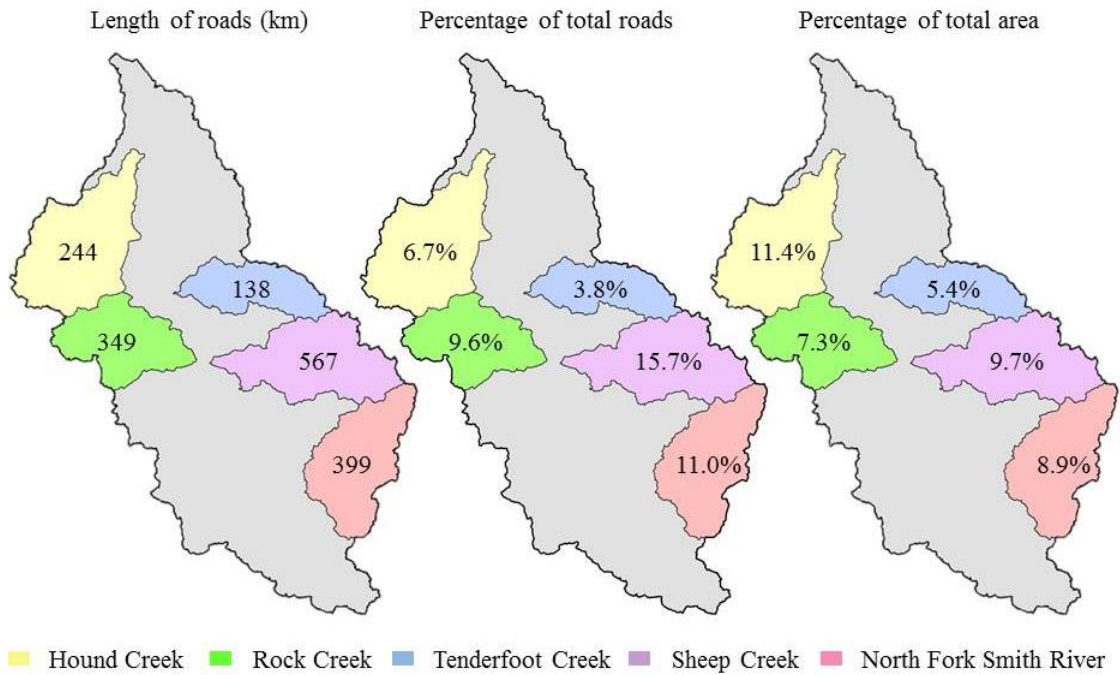 Length of roads (km) Percentage of total roads Percentage of total area
244 6.7% 11.4%
138 3.8% 5.4%
349 9.6% 7.3%
567 15.7% 9.7%
399 11.0% 8.9%
Hound Creek Rock Creek Tenderfoot Creek Sheep Creek North Fork Smith River